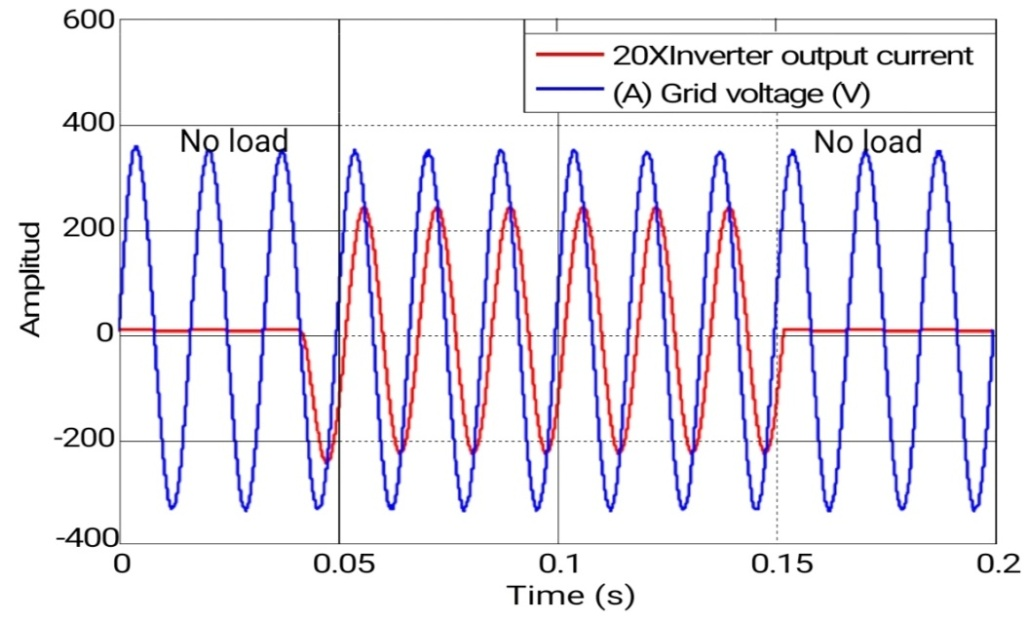 600
20XInverter output current
(A) Grid voltage (V)
400
No load
No load
200
Amplitud
0
-200
-400
0 0.05 0.1 0.15 0.2
Time (s)